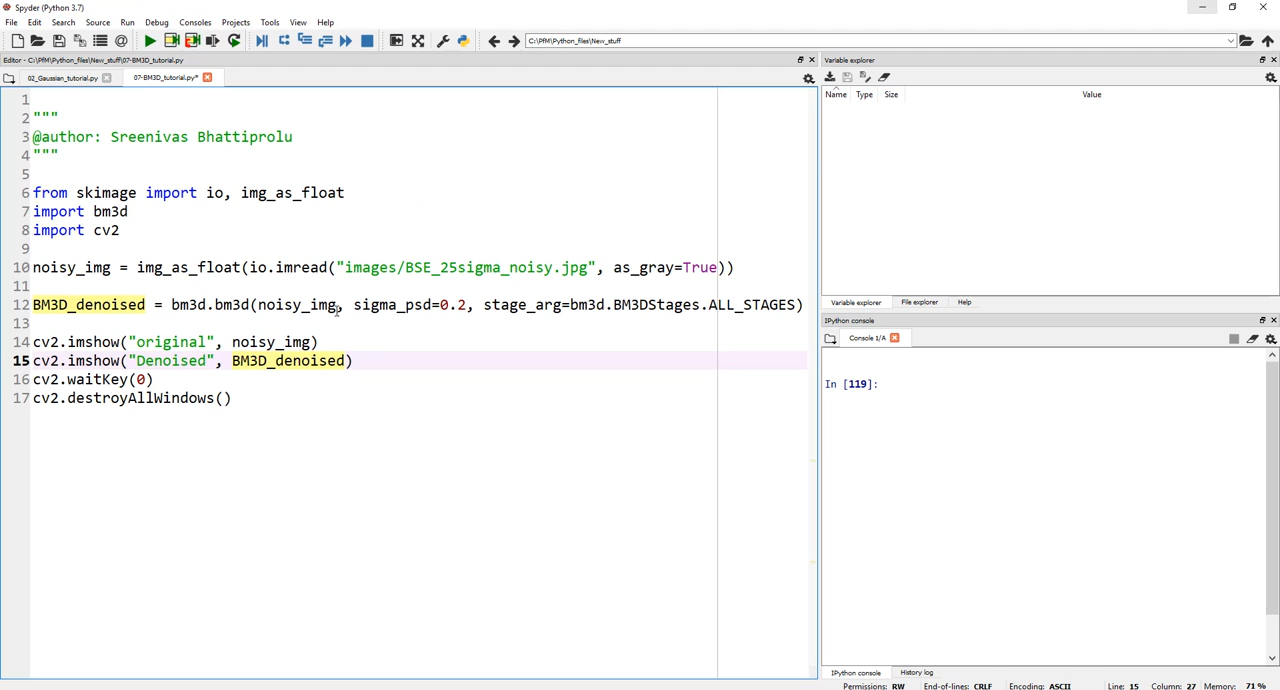 Spyder (Python 3.7)
File Edit Search Source Run Debug Consoles Projects Tools View Help
C:\PfM\Python_files\New_stuff
Editor - C:\PfM\Python_files\New_stuff\07-BM3D_tutorial.py
02_Gaussian_tutorial.py 07-BM3D_tutorial.py*
1
2 """
3 @author: Sreenivas Bhattiprolu
4 """
5
6 from skimage import io, img_as_float
7 import bm3d
8 import cv2
9
10 noisy_img = img_as_float(io.imread("images/BSE_25sigma_noisy.jpg", as_gray=True))
11
12 BM3D_denoised = bm3d.bm3d(noisy_img, sigma_psd=0.2, stage_arg=bm3d.BM3DStages.ALL_STAGES)
13
14 cv2.imshow("original", noisy_img)
15 cv2.imshow("Denoised", BM3D_denoised)
16 cv2.waitKey(0)
17 cv2.destroyAllWindows()
Variable explorer
Name Type Size Value
Variable explorer File explorer Help
IPython console
Console 1/A
In [119]:
IPython console History log
Permissions: RW End-of-lines: CRLF Encoding: ASCII Line: 15 Column: 27 Memory: 71 %